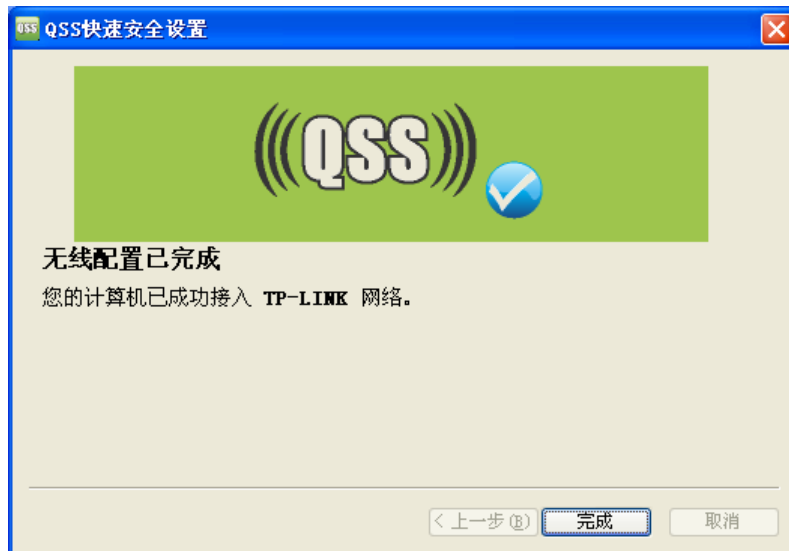 QSS QSS快速安全设置
(((QSS)))
无线配置已完成
您的计算机已成功接入 TP-LINK 网络。
< 上一步(B) 完成 取消